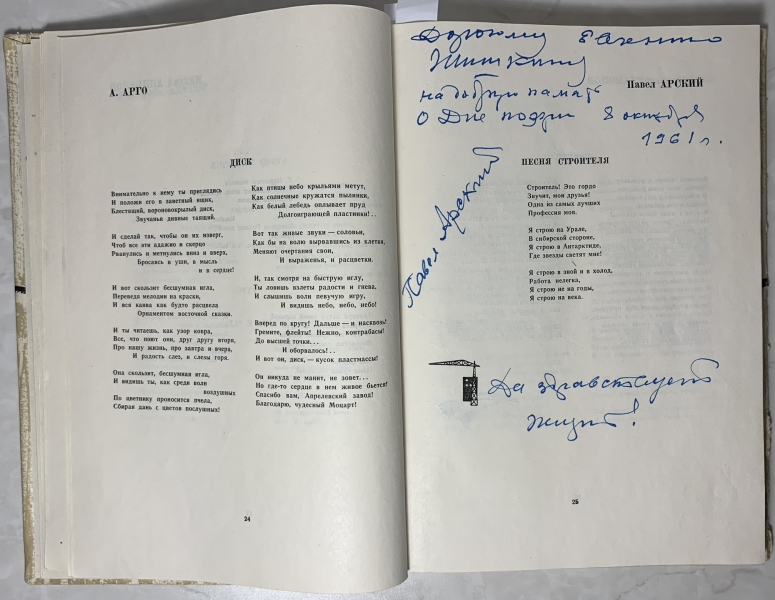 А. АРГО
ДИСК
Внимательно к нему ты приглядись
И положи его в заветный ящик,
Блестящий, вороновокрылый диск,
Звучанья дивные таящий.
И сделай так, чтобы он их изверг,
Чтоб все эти адажио и скерцо
Рванулись и метнулись вниз и вверх,
Бросаясь в уши, в мысль
и в сердце!
И вот скользит бесшумная игла,
Переведя мелодии на краски,
И вся канва как будто расцвела
Орнаментом восточной сказки.
И ты читаешь, как узор ковра,
Все, что поют они, друг другу вторя,
Про нашу жизнь, про завтра и вчера,
И радость слез, и слезы горя.
Она скользит, бесшумная игла,
И видишь ты, как средь волн
воздушных
По цветнику проносится пчела,
Сбирая дань с цветов послушных!
Как птицы небо крыльями метут,
Как солнечные кружатся пылинки,
Как белый лебедь оплывает пруд
Долгоиграющей пластинки!..
Вот так живые звуки — соловьи,
Как бы на волю вырвавшись из клетки,
Меняют очертания свои,
И выраженья, и расцветки.
И, так смотря на быструю иглу,
Ты ловишь взлеты радости и гнева,
И слышишь волн певучую игру,
И видишь небо, небо, небо!
Вперед по кругу! Дальше — и насквозь!
Гремите, флейты! Нежно, контрабасы!
До высшей точки...
И оборвалось!..
И вот он, диск, — кусок пластмассы!
Он никуда не манит, не зовет...
Но где-то сердце в нем живое бьется!
Спасибо вам, Апрелевский завод!
Благодарю, чудесный Моцарт!
24
Дорогому Евгению
Шишкину
на добрую память
о Дне поэзии 8 октября
1961 г.
Павел АРСКИЙ
Павел Арский
ПЕСНЯ СТРОИТЕЛЯ
Строитель! Это гордо
Звучит, мои друзья!
Одна из самых лучших
Профессия моя.
Я строю на Урале,
В сибирской стороне,
Я строю в Антарктиде,
Где звезды светят мне!
Я строю в зной и в холод,
Работа нелегка,
Я строю не на годы,
Я строю на века.
Да здравствует
жизнь!
25